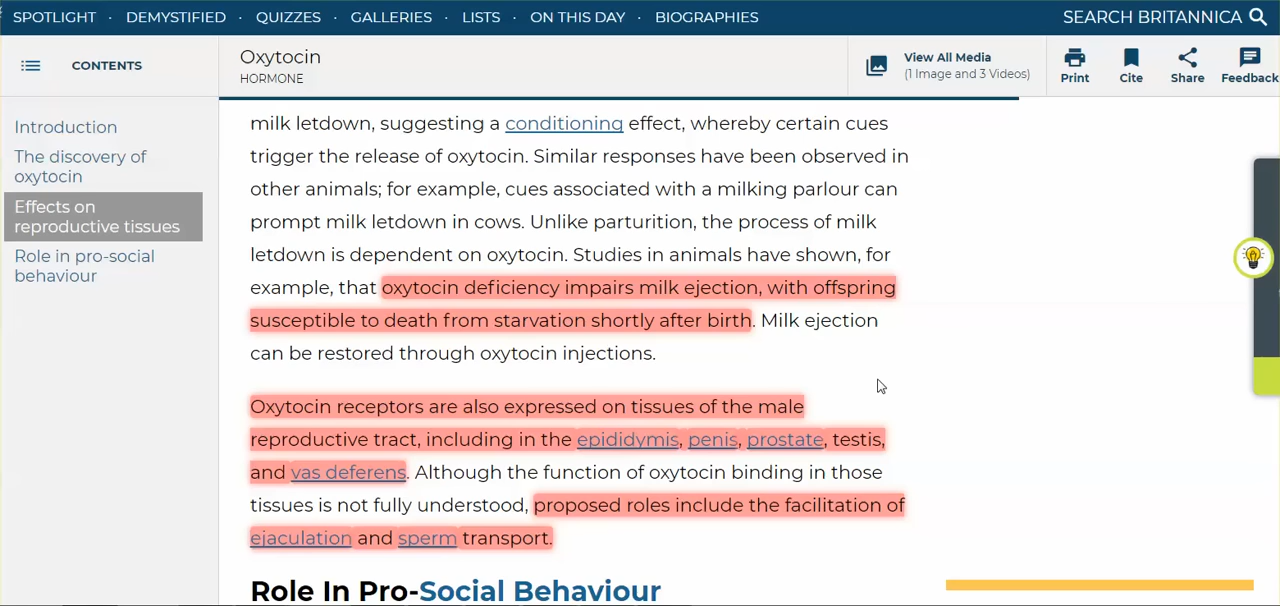 SPOTLIGHT · DEMYSTIFIED · QUIZZES · GALLERIES · LISTS · ON THIS DAY · BIOGRAPHIES SEARCH BRITANNICA
CONTENTS
Introduction
The discovery of
oxytocin
Effects on
reproductive tissues
Role in pro-social
behaviour
Oxytocin
HORMONE
View All Media
(1 Image and 3 Videos)
Print
Cite
Share
Feedback
milk letdown, suggesting a conditioning effect, whereby certain cues
trigger the release of oxytocin. Similar responses have been observed in
other animals; for example, cues associated with a milking parlour can
prompt milk letdown in cows. Unlike parturition, the process of milk
letdown is dependent on oxytocin. Studies in animals have shown, for
example, that oxytocin deficiency impairs milk ejection, with offspring
susceptible to death from starvation shortly after birth. Milk ejection
can be restored through oxytocin injections.
Oxytocin receptors are also expressed on tissues of the male
reproductive tract, including in the epididymis, penis, prostate, testis,
and vas deferens. Although the function of oxytocin binding in those
tissues is not fully understood, proposed roles include the facilitation of
ejaculation and sperm transport.
Role In Pro-Social Behaviour